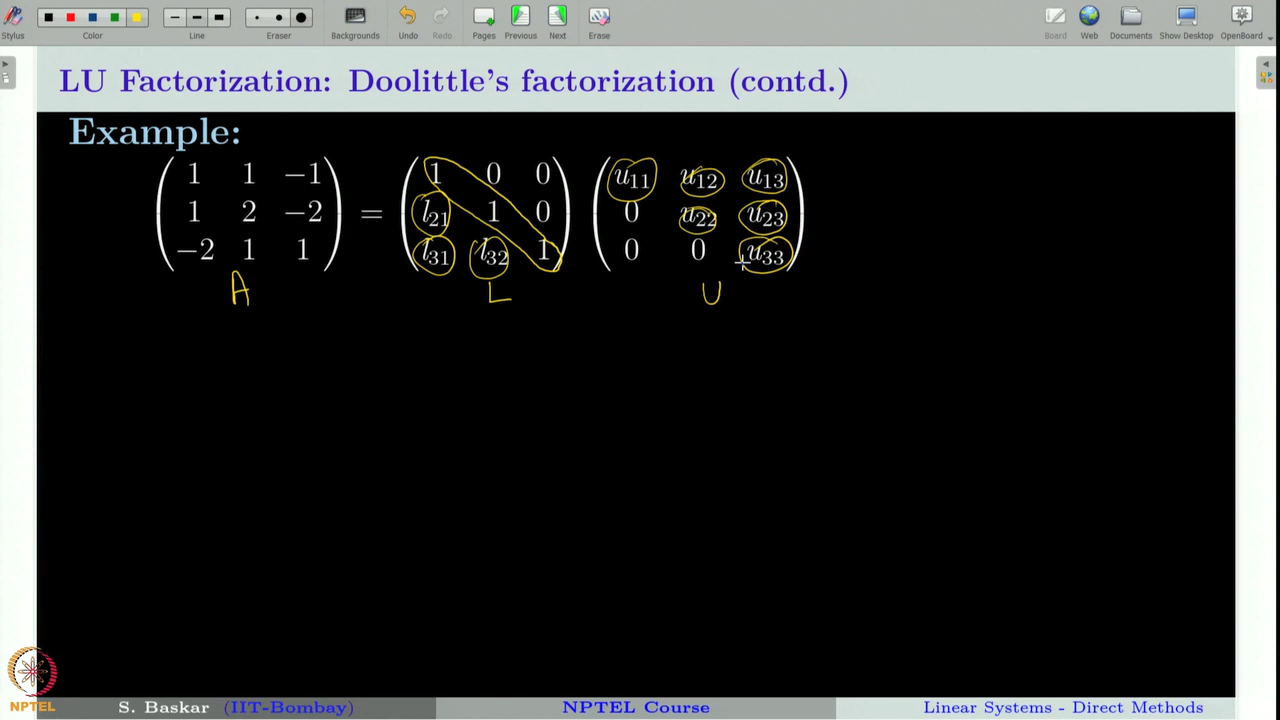 Stylus Color Line Eraser Backgrounds Undo Redo Pages Previous Next Erase Board Web Documents Show Desktop OpenBoard
LU Factorization: Doolittle's factorization (contd.)
Example:
1 1 −1 1 0 0 u₁₁ u₁₂ u₁₃
1 2 −2 = l₂₁ 1 0 0 u₂₂ u₂₃
−2 1 1 l₃₁ l₃₂ 1 0 0 u₃₃
A L U
NPTEL
S. Baskar (IIT-Bombay) NPTEL Course Linear Systems - Direct Methods